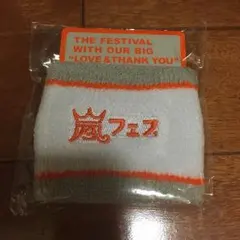 THE FESTIVAL
WITH OUR BIG
"LOVE & THANK YOU"
嵐フェス